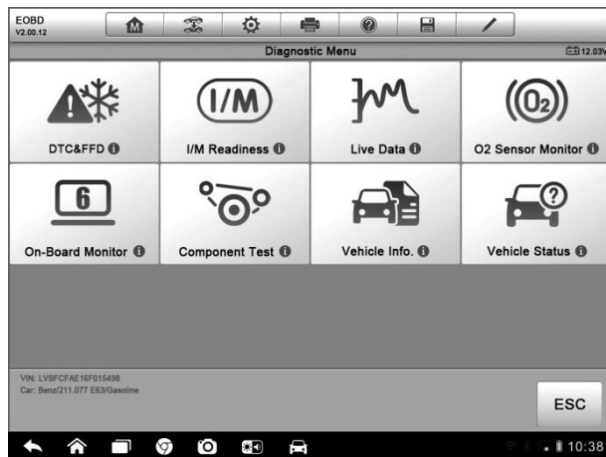 EOBD
V2.00.12
M
Diagnostic Menu
12.03V
I/M
O2
DTC&FFD
I/M Readiness
Live Data
O2 Sensor Monitor
6
?
On-Board Monitor
Component Test
Vehicle Info.
Vehicle Status
VIN: LVSFCFAE16F015498
Car: Benz/211.077 E63/Gasoline
ESC
10:38